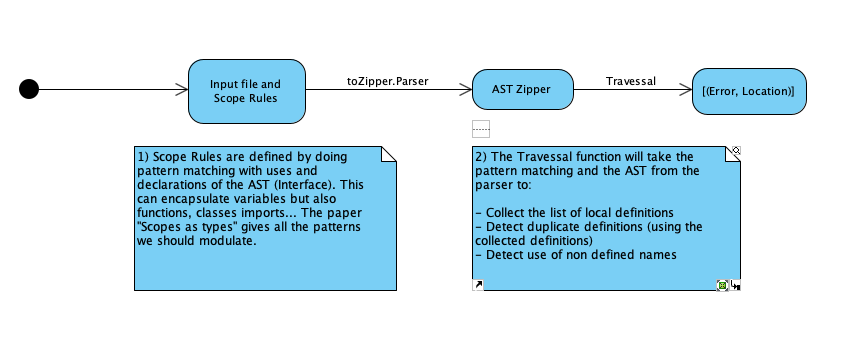 Input file and
Scope Rules
toZipper.Parser
AST Zipper
Travessal
[(Error, Location)]
1) Scope Rules are defined by doing
pattern matching with uses and
declarations of the AST (Interface). This
can encapsulate variables but also
functions, classes imports... The paper
"Scopes as types" gives all the patterns
we should modulate.
2) The Travessal function will take the
pattern matching and the AST from the
parser to:
- Collect the list of local definitions
- Detect duplicate definitions (using the
collected definitions)
- Detect use of non defined names